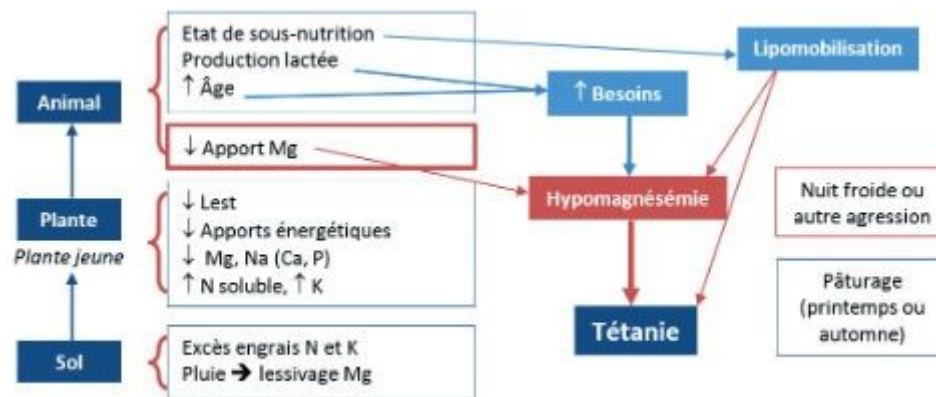 Etat de sous-nutrition
Production lactée
↑ Âge
Lipomobilisation
Animal
↑ Besoins
↓ Apport Mg
Hypomagnésémie
Nuit froide ou
autre agression
Plante
Plante jeune
↓ Lest
↓ Apports énergétiques
↓ Mg, Na (Ca, P)
↑ N soluble, ↑ K
Tétanie
Pâturage
(printemps ou
automne)
Sol
Excès engrais N et K
Pluie ➔ lessivage Mg